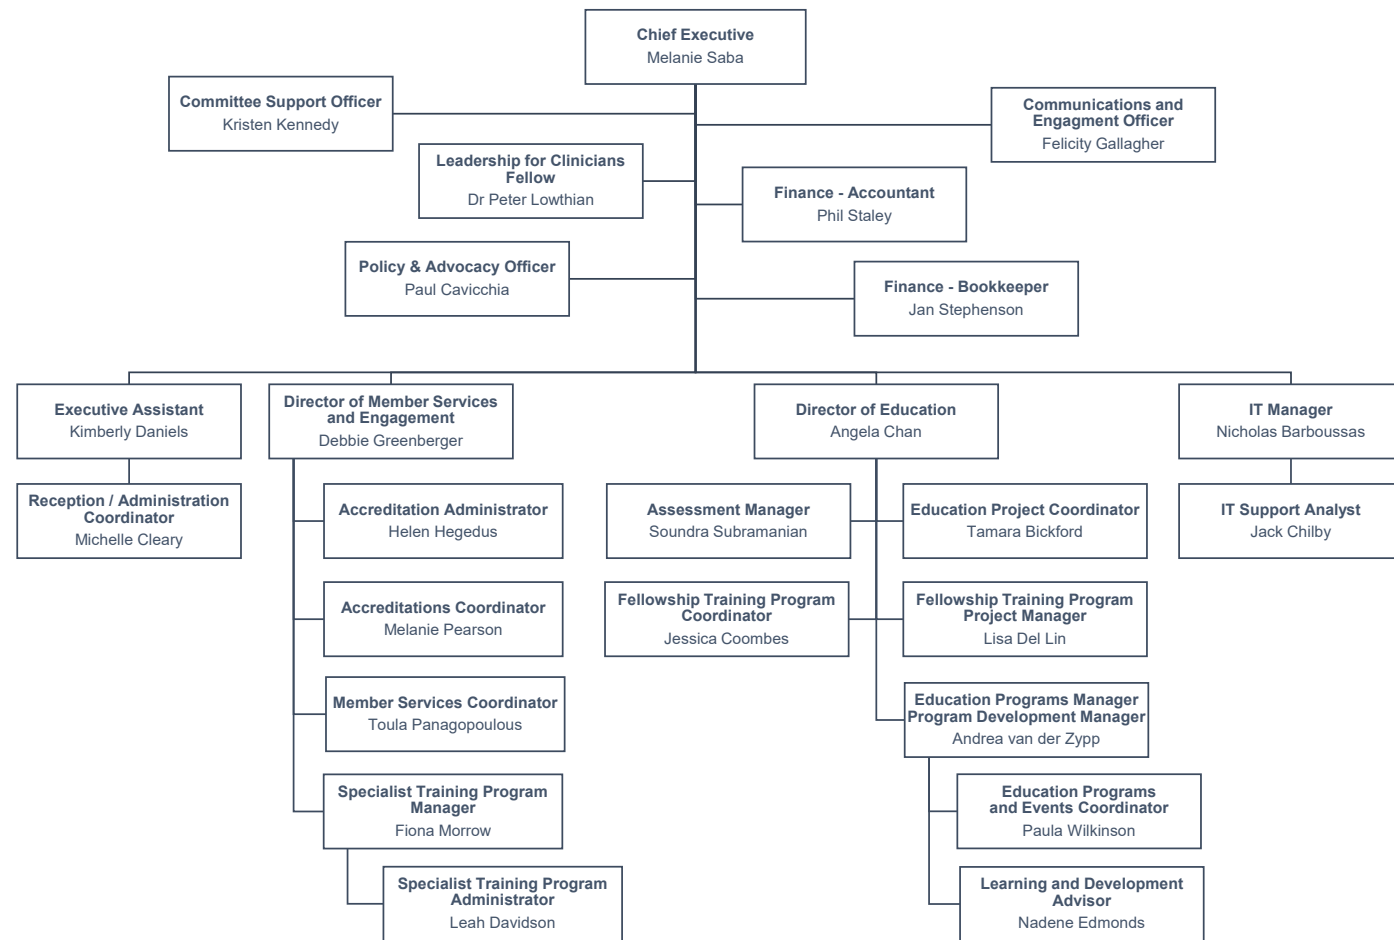 Chief Executive
Melanie Saba
Committee Support Officer
Kristen Kennedy
Communications and
Engagment Officer
Felicity Gallagher
Leadership for Clinicians
Fellow
Dr Peter Lowthian
Finance - Accountant
Phil Staley
Policy & Advocacy Officer
Paul Cavicchia
Finance - Bookkeeper
Jan Stephenson
Executive Assistant
Kimberly Daniels
Director of Member Services
and Engagement
Debbie Greenberger
Director of Education
Angela Chan
IT Manager
Nicholas Barboussas
Reception / Administration
Coordinator
Michelle Cleary
Accreditation Administrator
Helen Hegedus
Assessment Manager
Soundra Subramanian
Education Project Coordinator
Tamara Bickford
IT Support Analyst
Jack Chilby
Accreditations Coordinator
Melanie Pearson
Fellowship Training Program
Coordinator
Jessica Coombes
Fellowship Training Program
Project Manager
Lisa Del Lin
Member Services Coordinator
Toula Panagopoulous
Education Programs Manager
Program Development Manager
Andrea van der Zypp
Specialist Training Program
Manager
Fiona Morrow
Education Programs
and Events Coordinator
Paula Wilkinson
Specialist Training Program
Administrator
Leah Davidson
Learning and Development
Advisor
Nadene Edmonds